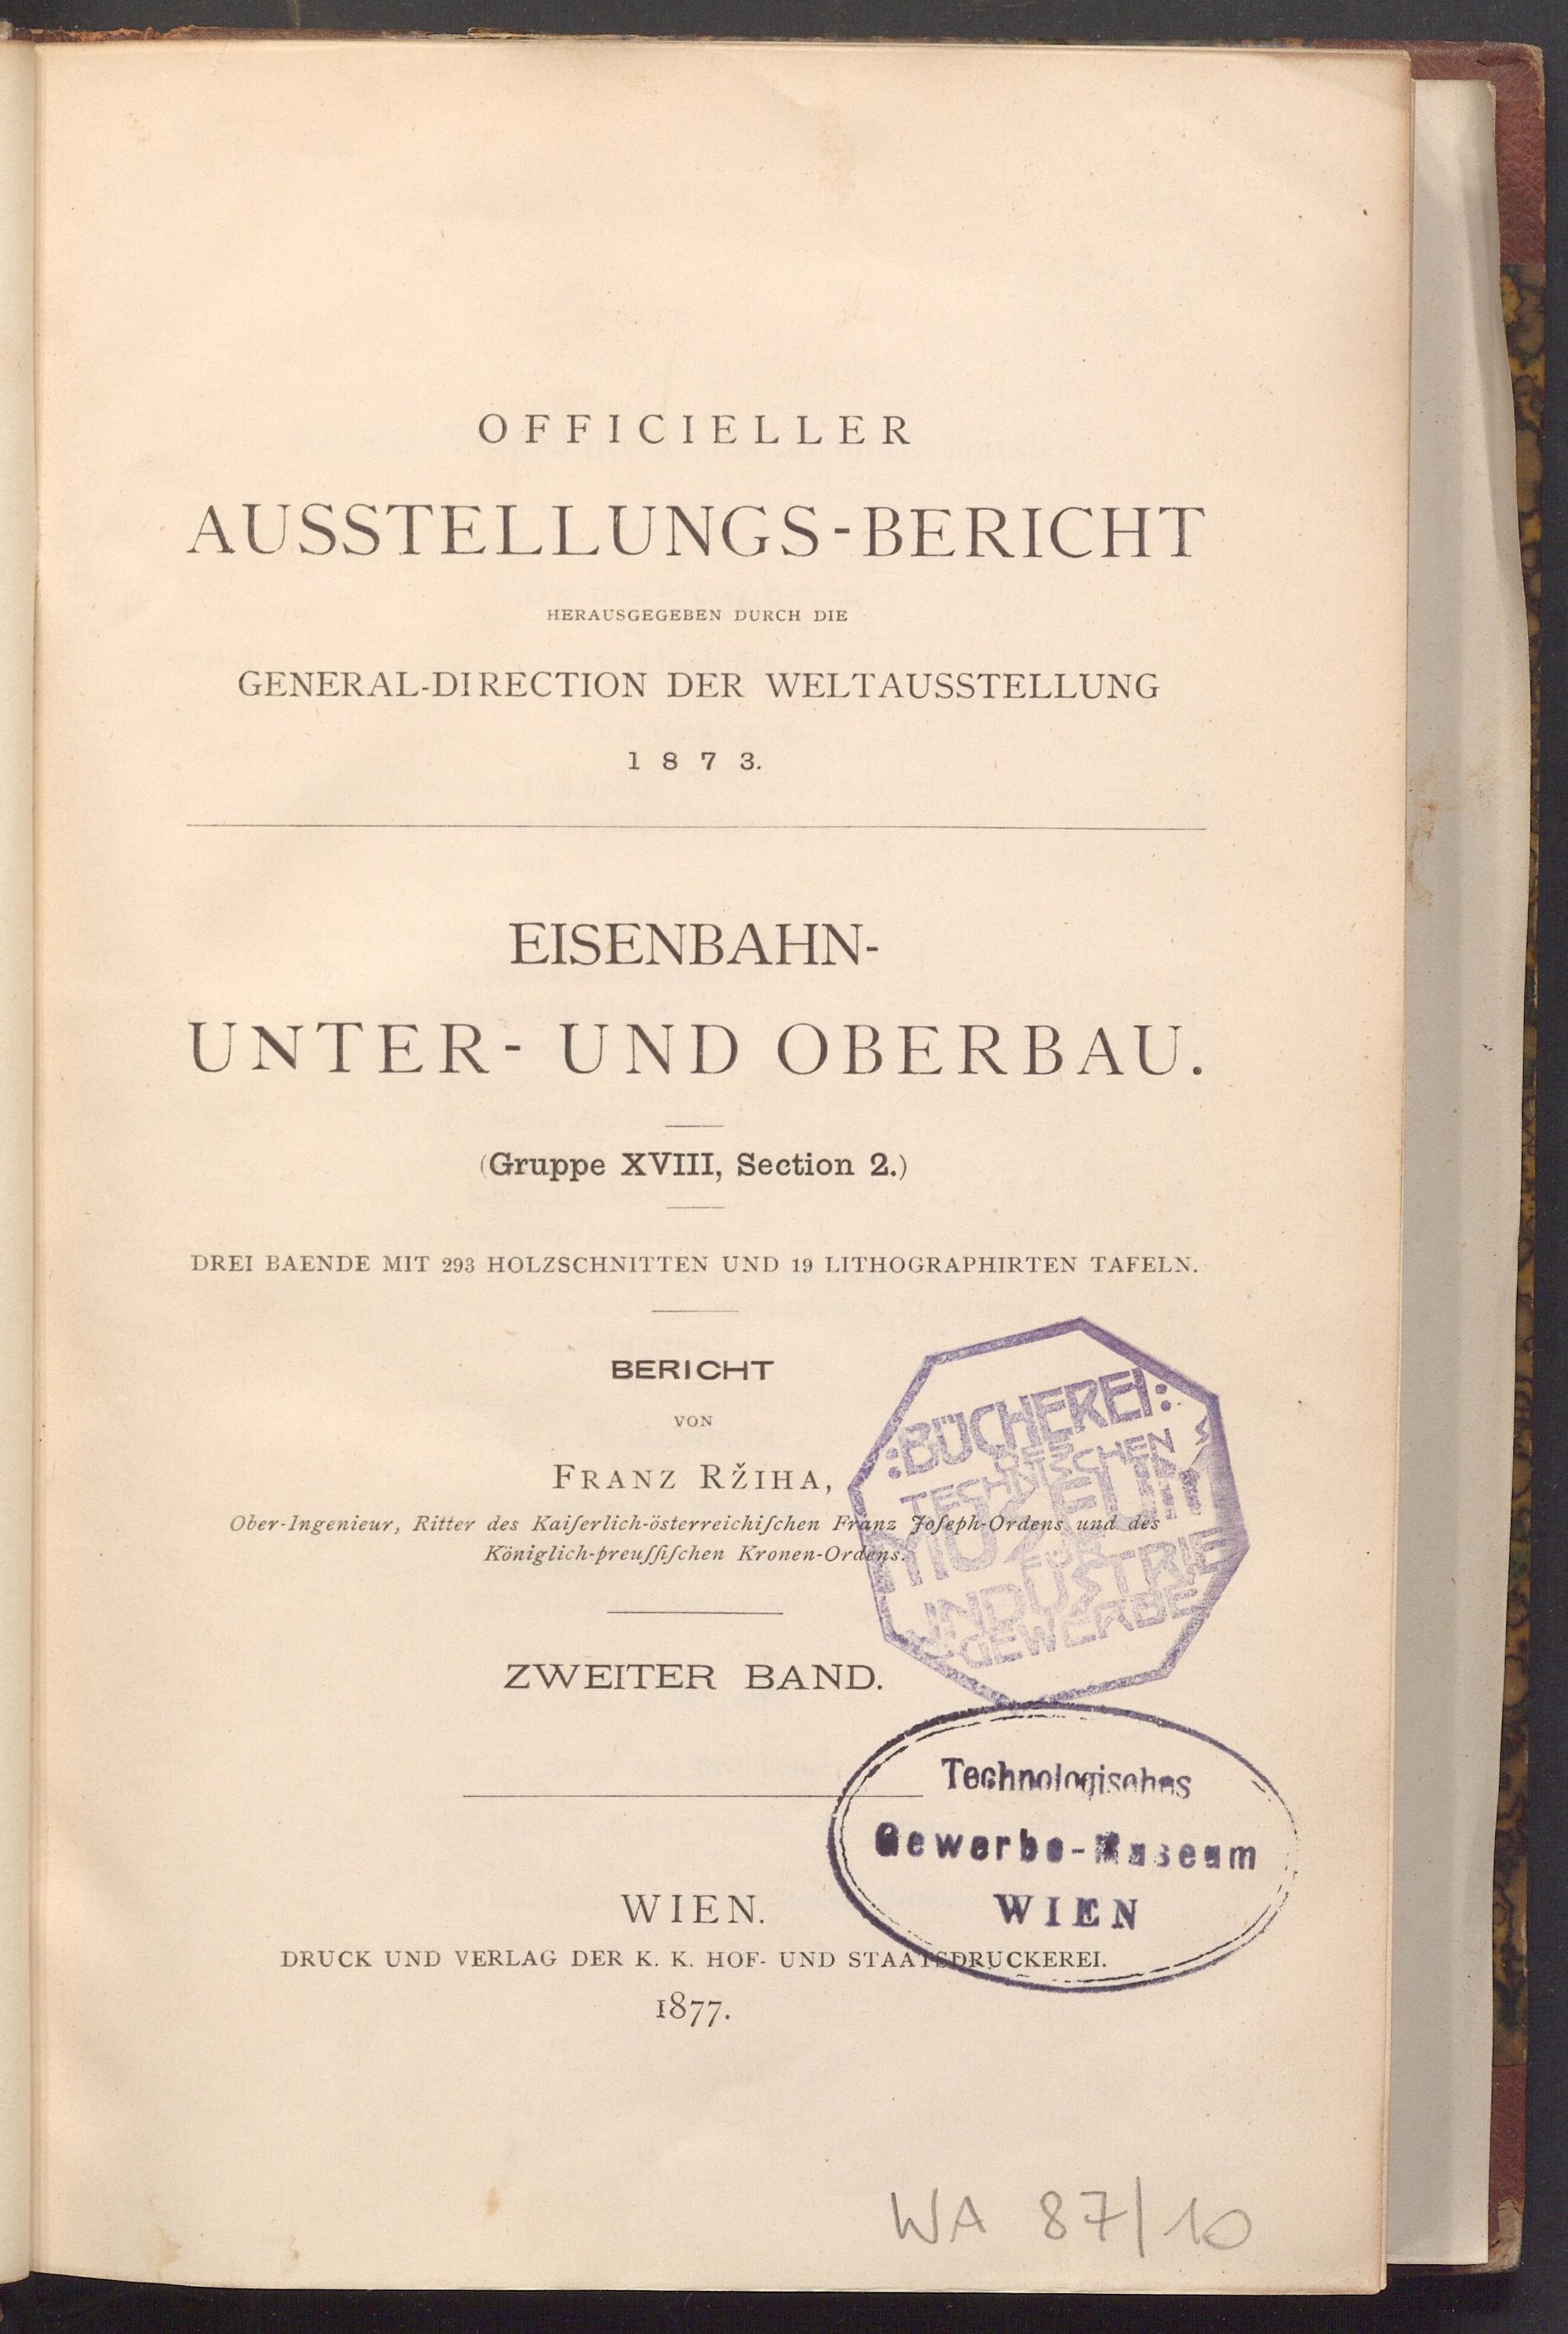 OFFICIELLER
AUSSTELLUNGS-BERICHT
HERAUSGEGEBEN DURCH DIE
GENERAL-DIRECTION DER WELTAUSSTELLUNG
1873.
EISENBAHN-
UNTER- UND OBERBAU.
(Gruppe XVIII, Section 2.)
DREI BAENDE MIT 293 HOLZSCHNITTEN UND 19 LITHOGRAPHIRTEN TAFELN.
BERICHT
VON
FRANZ RŽIHA,
Ober-Ingenieur, Ritter des Kaiſerlich-öſterreichiſchen Franz Joſeph-Ordens und des
Königlich-preuſſiſchen Kronen-Ordens.
:BÜCHEREI:
DES
TECHNISCHEN
MUZEUM
FÜR
INDUSTRIE
GEWERBE
ZWEITER BAND.
Technologisches
Gewerbe-Museum
WIEN
WIEN.
DRUCK UND VERLAG DER K. K. HOF- UND STAATSDRUCKEREI.
1877.
WA 87/10